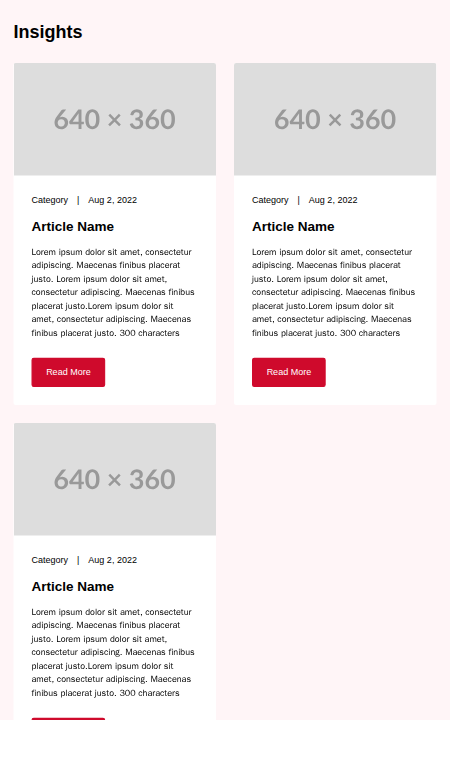 Insights
640 × 360
Category | Aug 2, 2022
Article Name
Lorem ipsum dolor sit amet, consectetur
adipiscing. Maecenas finibus placerat
justo. Lorem ipsum dolor sit amet,
consectetur adipiscing. Maecenas finibus
placerat justo.Lorem ipsum dolor sit
amet, consectetur adipiscing. Maecenas
finibus placerat justo. 300 characters
Read More
640 × 360
Category | Aug 2, 2022
Article Name
Lorem ipsum dolor sit amet, consectetur
adipiscing. Maecenas finibus placerat
justo. Lorem ipsum dolor sit amet,
consectetur adipiscing. Maecenas finibus
placerat justo.Lorem ipsum dolor sit
amet, consectetur adipiscing. Maecenas
finibus placerat justo. 300 characters
Read More
640 × 360
Category | Aug 2, 2022
Article Name
Lorem ipsum dolor sit amet, consectetur
adipiscing. Maecenas finibus placerat
justo. Lorem ipsum dolor sit amet,
consectetur adipiscing. Maecenas finibus
placerat justo.Lorem ipsum dolor sit
amet, consectetur adipiscing. Maecenas
finibus placerat justo. 300 characters